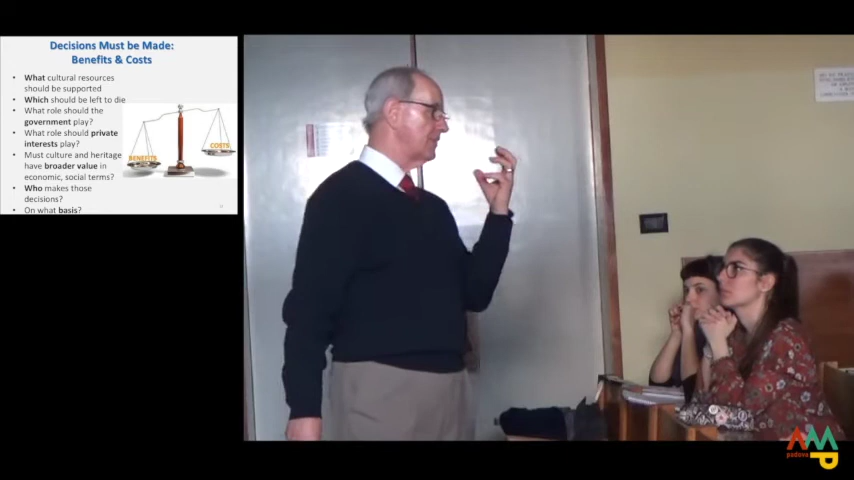 Decisions Must be Made:
Benefits & Costs
• What cultural resources
should be supported
• Which should be left to die
• What role should the
government play?
• What role should private
interests play?
• Must culture and heritage
have broader value in
economic, social terms?
• Who makes those
decisions?
• On what basis?
BENEFITS
COSTS
AMP
padova